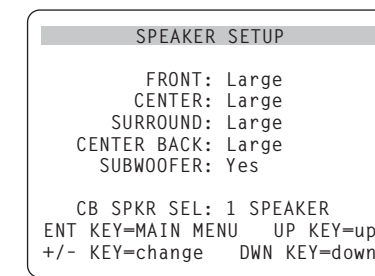 SPEAKER SETUP
FRONT: Large
CENTER: Large
SURROUND: Large
CENTER BACK: Large
SUBWOOFER: Yes
CB SPKR SEL: 1 SPEAKER
ENT KEY=MAIN MENU UP KEY=up
+/- KEY=change DWN KEY=down